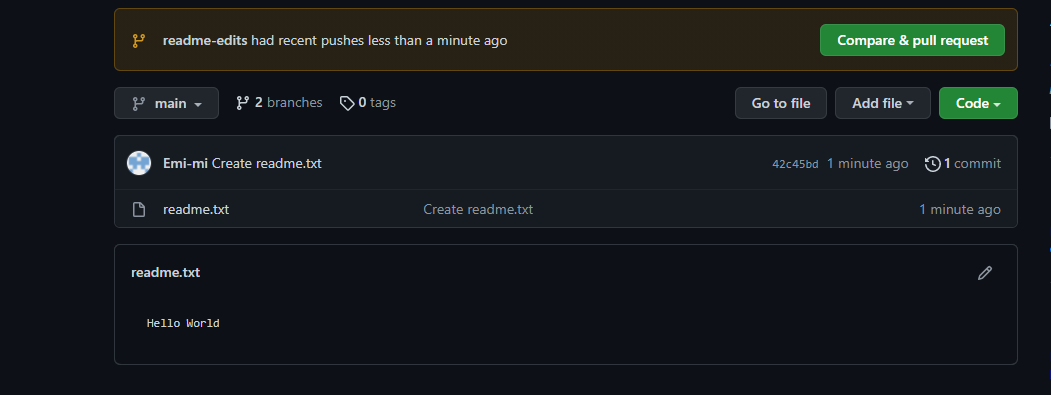 readme-edits had recent pushes less than a minute ago Compare & pull request
main 2 branches 0 tags Go to file Add file Code
Emi-mi Create readme.txt 42c45bd 1 minute ago 1 commit
readme.txt Create readme.txt 1 minute ago
readme.txt
Hello World